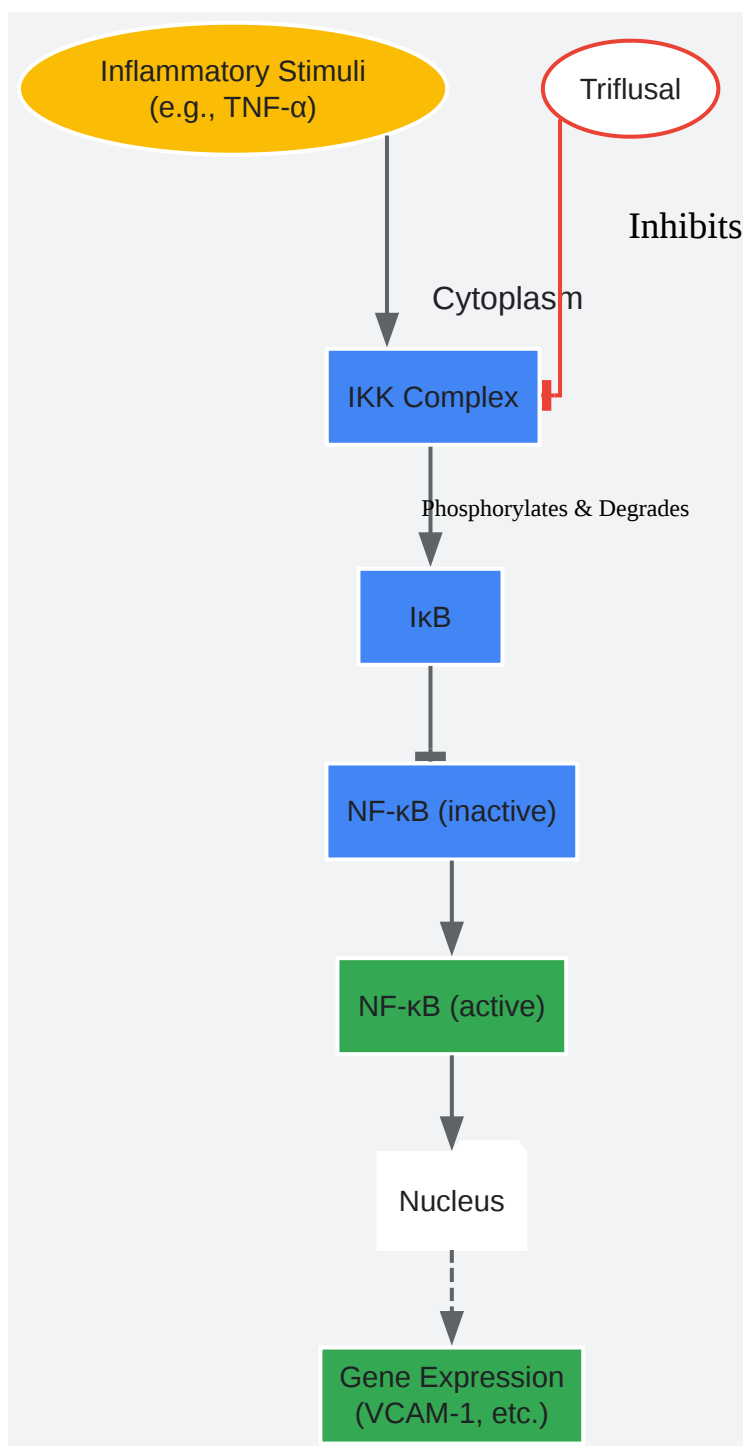 Inflammatory Stimuli
(e.g., TNF-α)
Triflusal
Inhibits
Cytoplasm
IKK Complex
Phosphorylates & Degrades
IκB
NF-κB (inactive)
NF-κB (active)
Nucleus
Gene Expression
(VCAM-1, etc.)